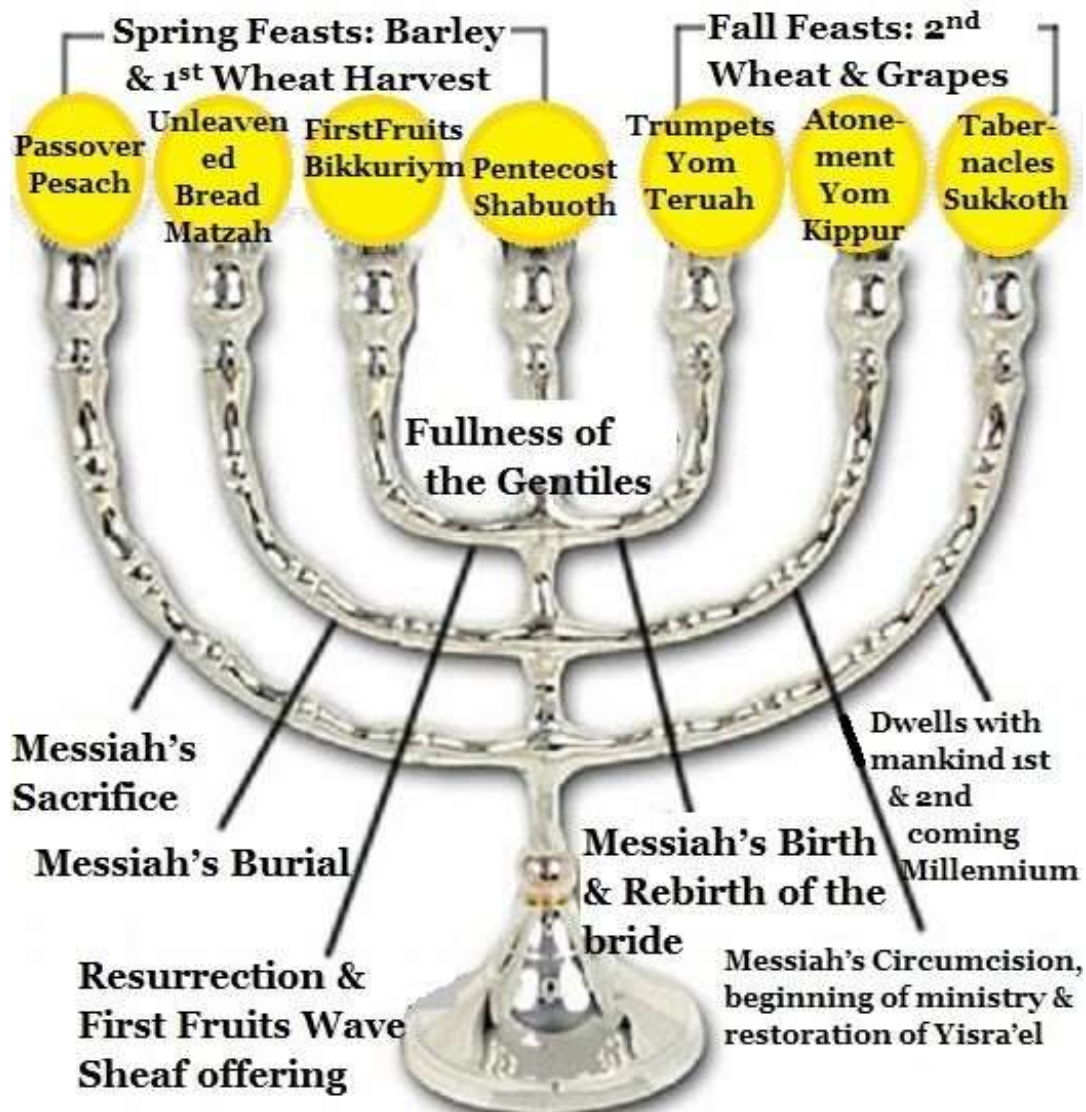 Spring Feasts: Barley
& 1st Wheat Harvest
Fall Feasts: 2nd
Wheat & Grapes
Passover
Pesach
Unleaven
ed
Bread
Matzah
FirstFruits
Bikkuriym
Pentecost
Shabuoth
Trumpets
Yom
Teruah
Atone-
ment
Yom
Kippur
Taber-
nacles
Sukkoth
Fullness of
the Gentiles
Messiah's
Sacrifice
Messiah's Burial
Resurrection &
First Fruits Wave
Sheaf offering
Messiah's Birth
& Rebirth of the
bride
Messiah's Circumcision,
beginning of ministry &
restoration of Yisra'el
Dwells with
mankind 1st
& 2nd
coming
Millennium